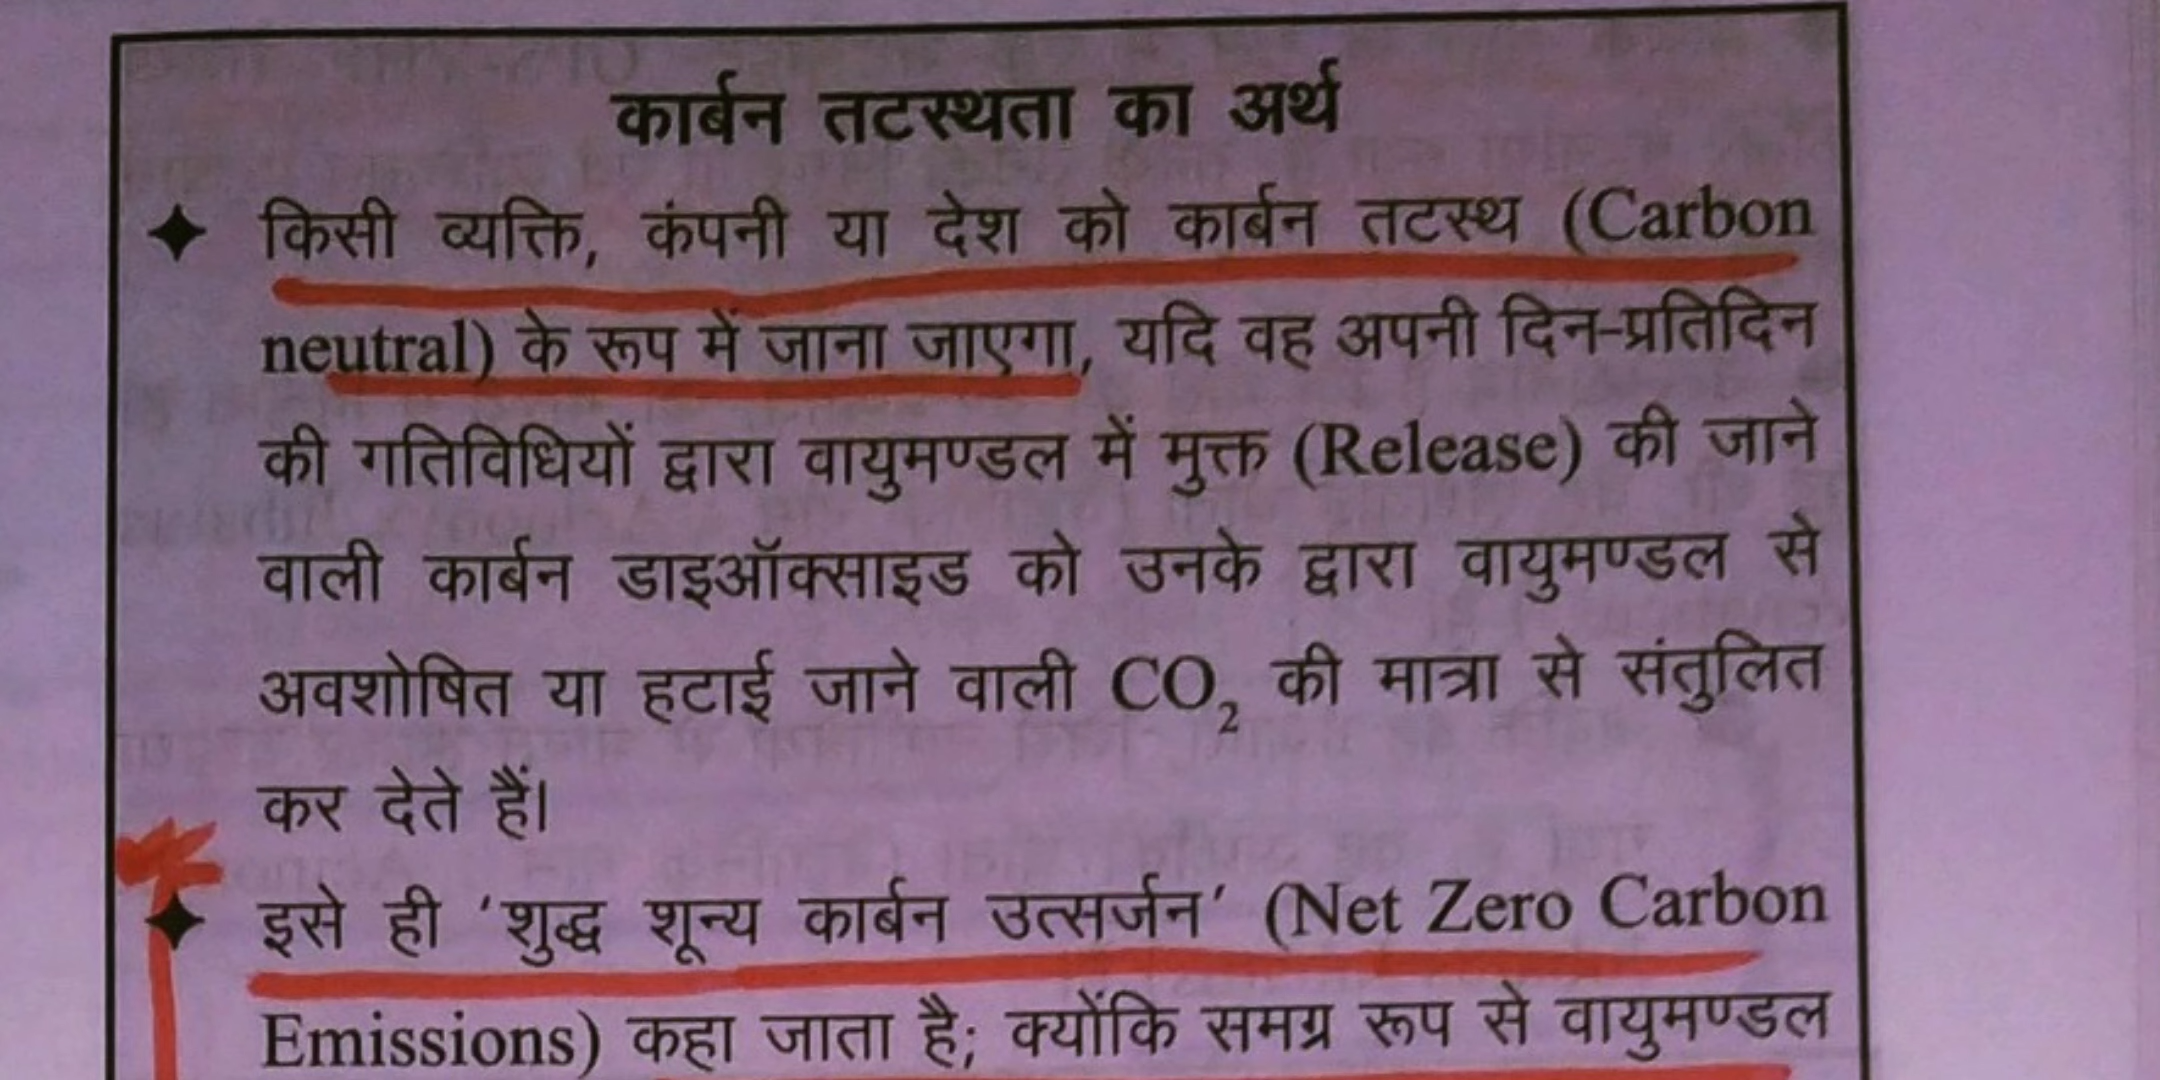 कार्बन तटस्थता का अर्थ
✦ किसी व्यक्ति, कंपनी या देश को कार्बन तटस्थ (Carbon
neutral) के रूप में जाना जाएगा, यदि वह अपनी दिन-प्रतिदिन
की गतिविधियों द्वारा वायुमण्डल में मुक्त (Release) की जाने
वाली कार्बन डाइऑक्साइड को उनके द्वारा वायुमण्डल से
अवशोषित या हटाई जाने वाली CO₂ की मात्रा से संतुलित
कर देते हैं।
✦ इसे ही ‘शुद्ध शून्य कार्बन उत्सर्जन’ (Net Zero Carbon
Emissions) कहा जाता है; क्योंकि समग्र रूप से वायुमण्डल